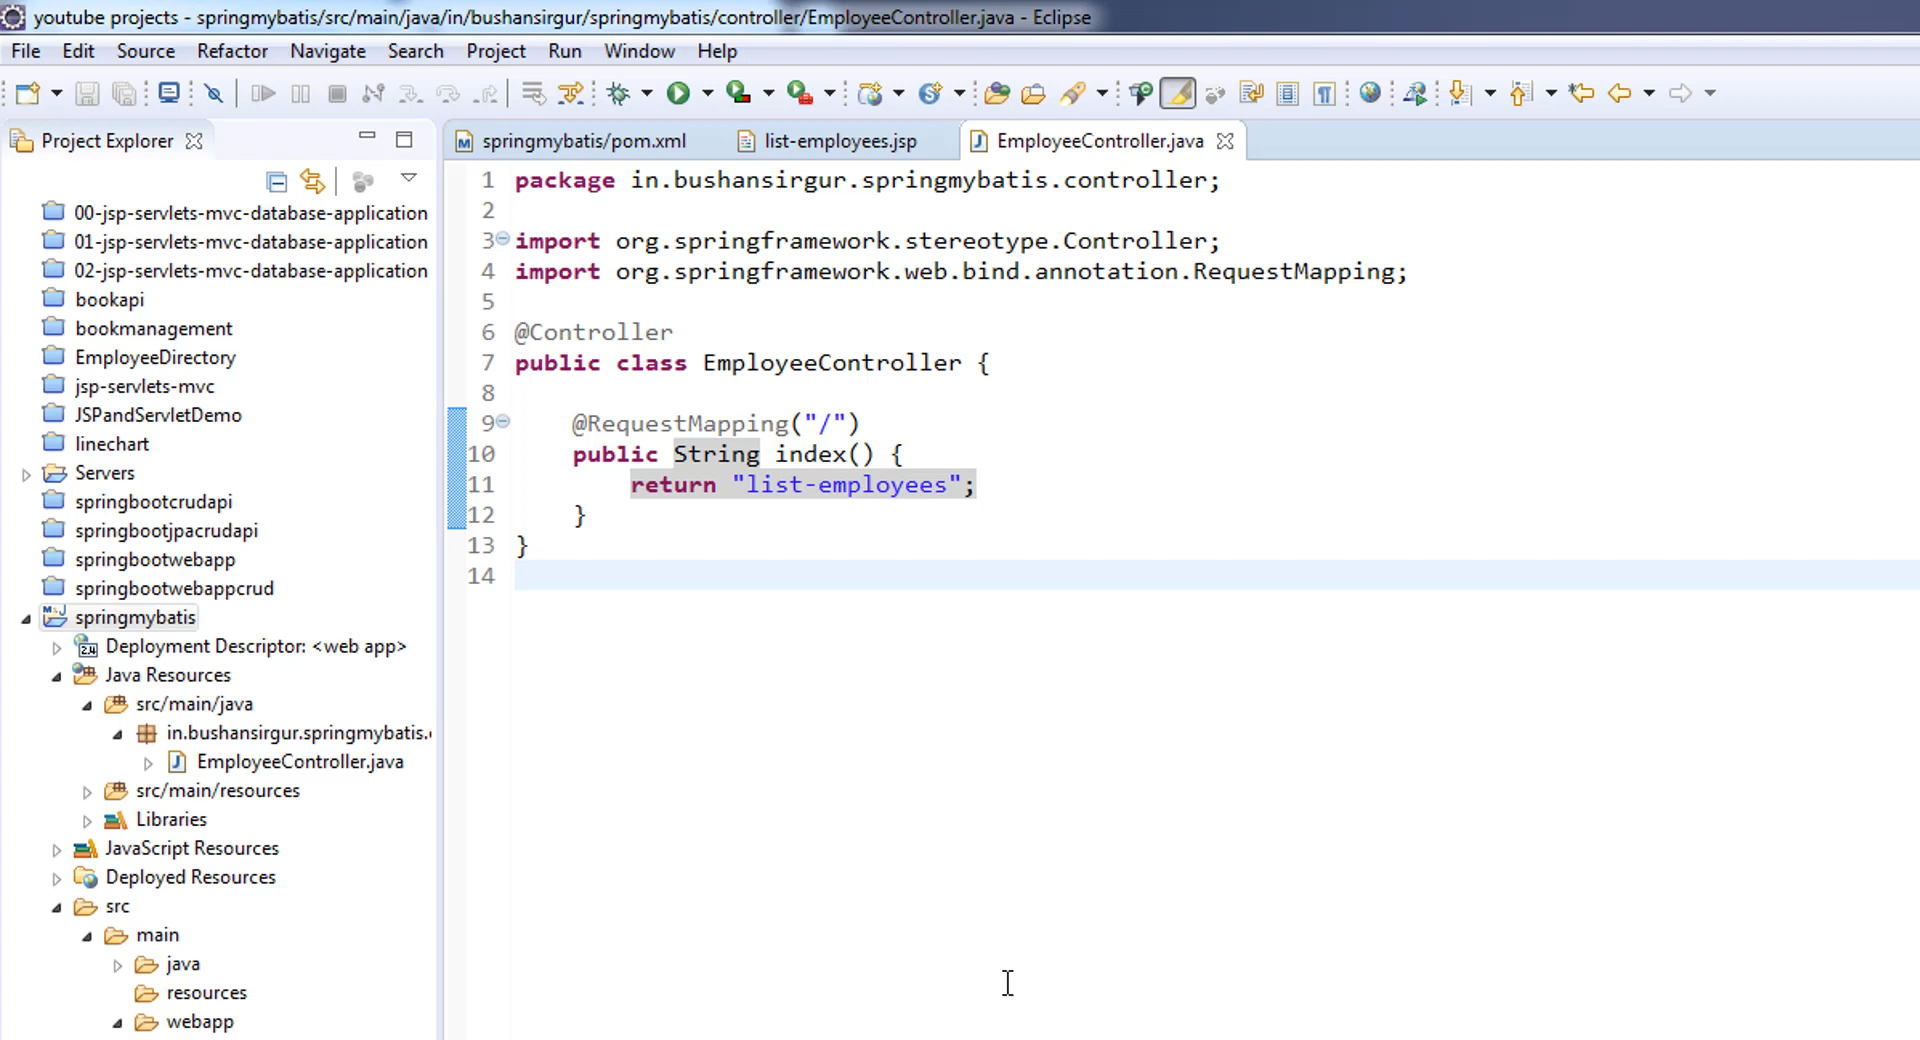 youtube projects - springmybatis/src/main/java/in/bushansirgur/springmybatis/controller/EmployeeController.java - Eclipse
File Edit Source Refactor Navigate Search Project Run Window Help
Project Explorer
00-jsp-servlets-mvc-database-application
01-jsp-servlets-mvc-database-application
02-jsp-servlets-mvc-database-application
bookapi
bookmanagement
EmployeeDirectory
jsp-servlets-mvc
JSPandServletDemo
linechart
Servers
springbootcrudapi
springbootjpacrudapi
springbootwebapp
springbootwebappcrud
springmybatis
Deployment Descriptor: <web app>
Java Resources
src/main/java
in.bushansirgur.springmybatis.
EmployeeController.java
src/main/resources
Libraries
JavaScript Resources
Deployed Resources
src
main
java
resources
webapp
springmybatis/pom.xml list-employees.jsp EmployeeController.java
1 package in.bushansirgur.springmybatis.controller;
2
3 import org.springframework.stereotype.Controller;
4 import org.springframework.web.bind.annotation.RequestMapping;
5
6 @Controller
7 public class EmployeeController {
8
9 @RequestMapping("/")
10 public String index() {
11 return "list-employees";
12 }
13 }
14